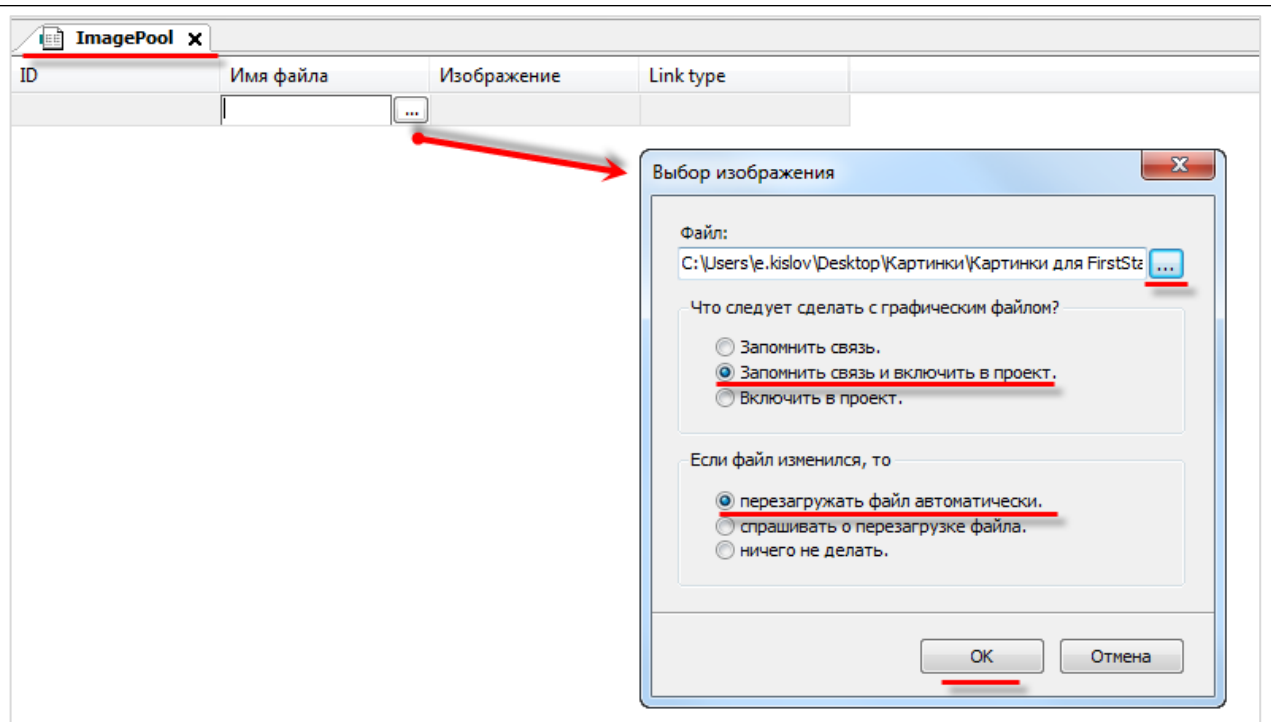 ImagePool x
ID Имя файла Изображение Link type
...
Выбор изображения
Файл:
C:\Users\e.kislov\Desktop\Картинки\Картинки для FirstSta ...
Что следует сделать с графическим файлом?
Запомнить связь.
Запомнить связь и включить в проект.
Включить в проект.
Если файл изменился, то
перезагружать файл автоматически.
спрашивать о перезагрузке файла.
ничего не делать.
OK Отмена